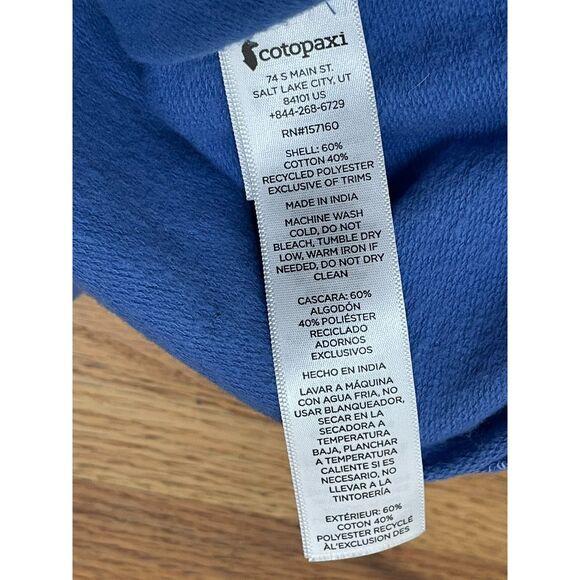 cotopaxi
74 S MAIN ST.
SALT LAKE CITY, UT
84101 US
+844-268-6729
RN#157160
SHELL: 60%
COTTON 40%
RECYCLED POLYESTER
EXCLUSIVE OF TRIMS
MADE IN INDIA
MACHINE WASH
COLD, DO NOT
BLEACH, TUMBLE DRY
LOW, WARM IRON IF
NEEDED, DO NOT DRY
CLEAN
CASCARA: 60%
ALGODÓN
40% POLIÉSTER
RECICLADO
ADORNOS
EXCLUSIVOS
HECHO EN INDIA
LAVAR A MÁQUINA
CON AGUA FRIA, NO
USAR BLANQUEADOR,
SECAR EN LA
SECADORA A
TEMPERATURA
BAJA, PLANCHAR
A TEMPERATURA
CALIENTE SI ES
NECESARIO, NO
LLEVAR A LA
TINTORERÍA
EXTÉRIEUR: 60%
COTON 40%
POLYESTER RECYCLÉ
ÀL'EXCLUSION DES